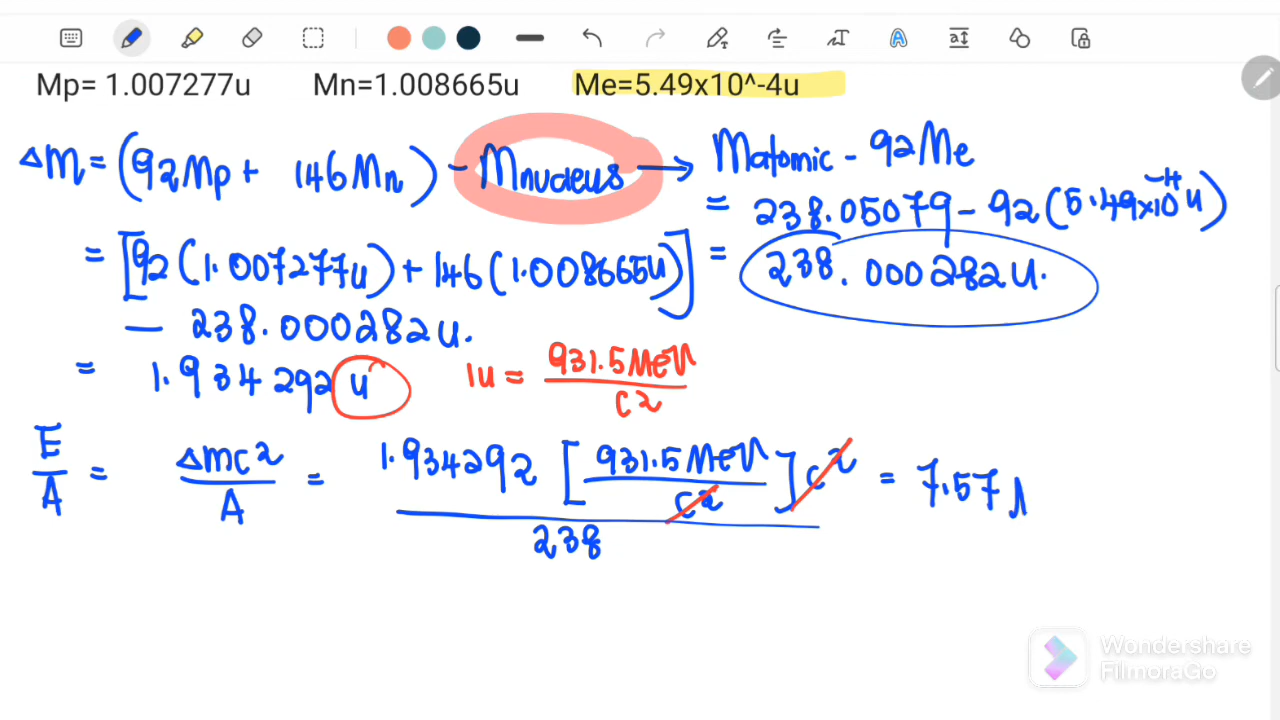 Mp= 1.007277u Mn=1.008665u Me=5.49x10^-4u
ΔM = (92Mp + 146Mn) - Mnucleus → Matomic - 92Me
= 238.05079 - 92(5.49x10^-4 u)
= [92(1.007277u) + 146(1.008665u)] = 238.000282u.
- 238.000282u.
= 1.934292u 1u = 931.5MeV/c²
E/A = Δmc²/A = 1.934292 [931.5MeV/c²]c² / 238 = 7.57
Wondershare
FilmoraGo